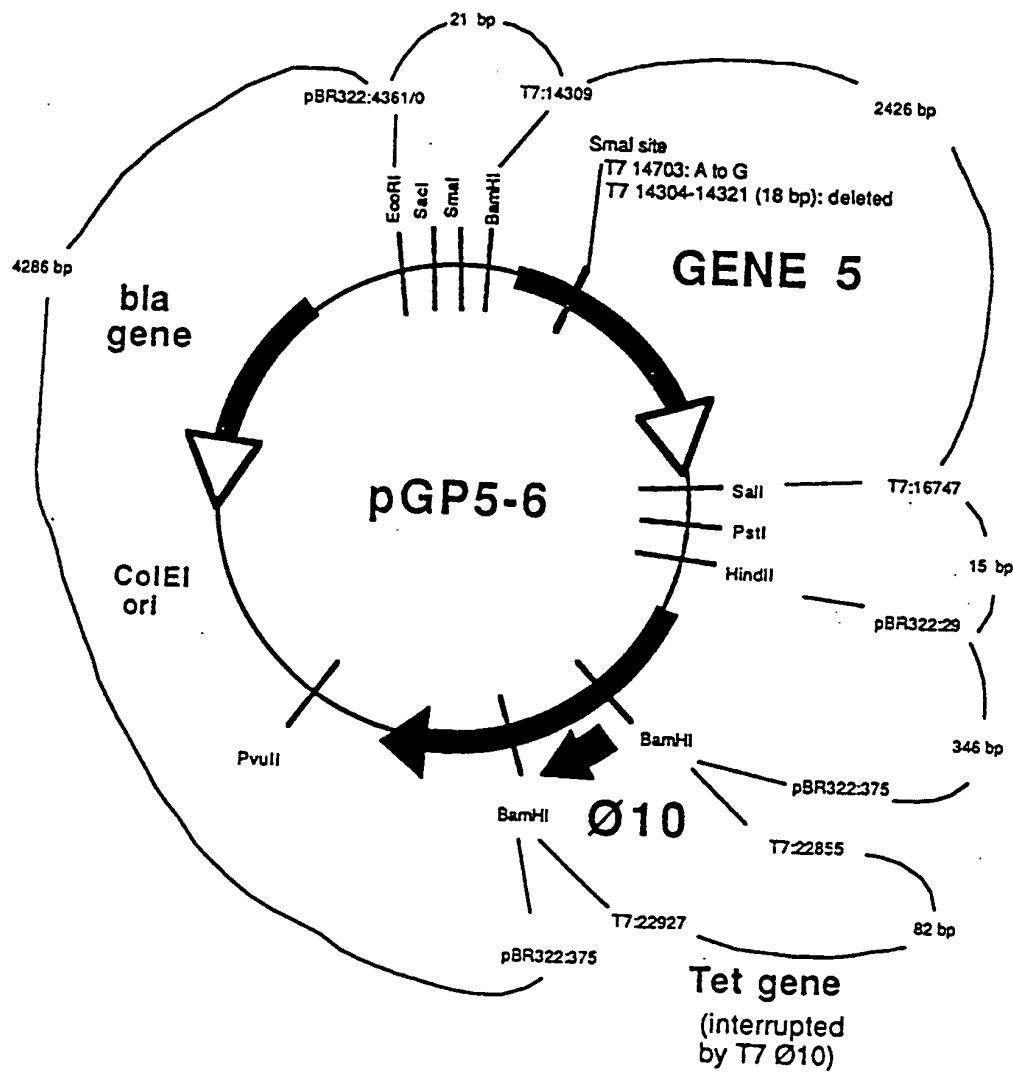 21 bp
pBR322:4361/0
T7:14309
2426 bp
SmaI site
T7 14703: A to G
T7 14304-14321 (18 bp): deleted
EcoRI
SacI
SmaI
BamHI
4286 bp
GENE 5
bla
gene
pGP5-6
SalI
T7:16747
PstI
HindII
15 bp
ColEI
ori
pBR322:29
PvuII
BamHI
346 bp
pBR322:375
BamHI
Ø10
T7:22855
T7:22927
82 bp
pBR322:375
Tet gene
(interrupted
by T7 Ø10)